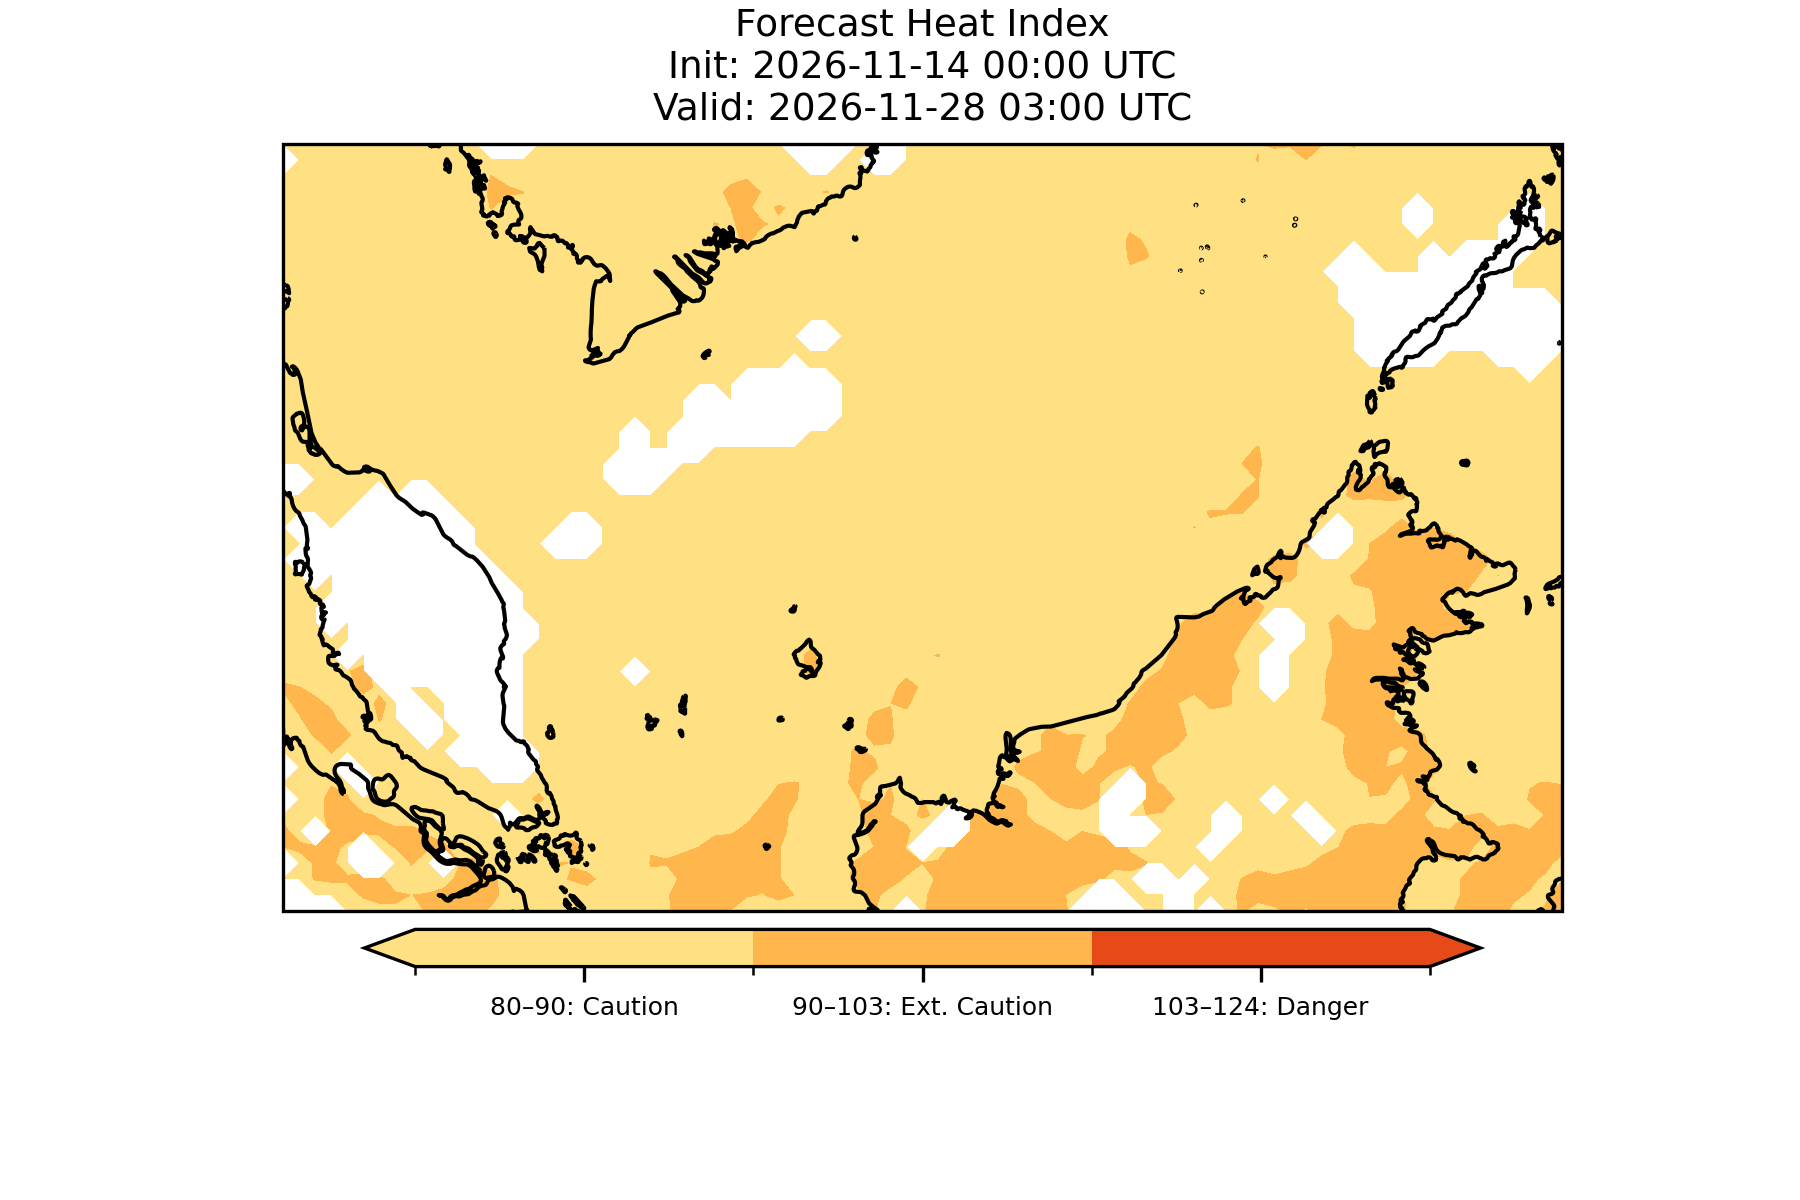 Forecast Heat Index
Init: 2026-11-14 00:00 UTC
Valid: 2026-11-28 03:00 UTC
80–90: Caution
90–103: Ext. Caution
103–124: Danger